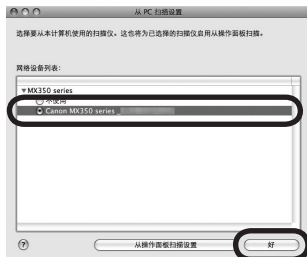 从 PC 扫描设置
选择要从本计算机使用的扫描仪。这也将为已选的扫描仪启用从操作面板扫描。
网络设备列表:
MX350 series
不使用
Canon MX350 series _
从操作面板扫描设置
好